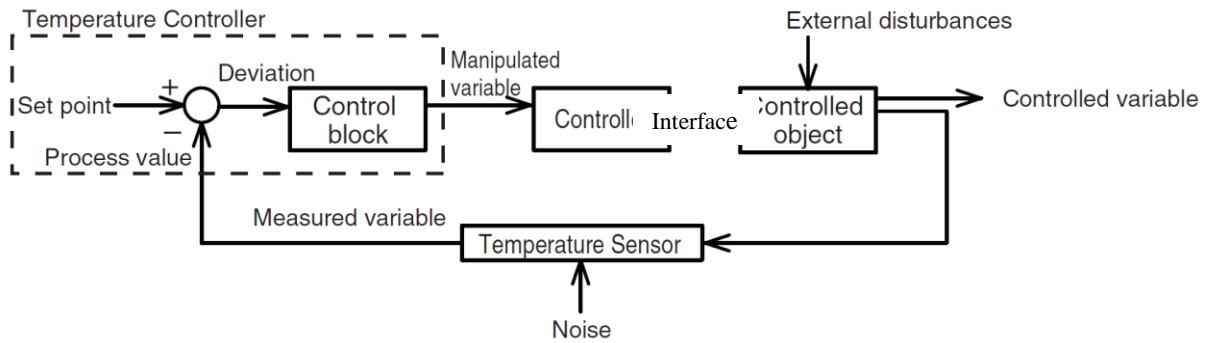 Temperature Controller
External disturbances
Deviation
Manipulated
variable
+
Set point
Control
block
Interface
object
Controlled variable
−
Process value
Measured variable
Temperature Sensor
Noise